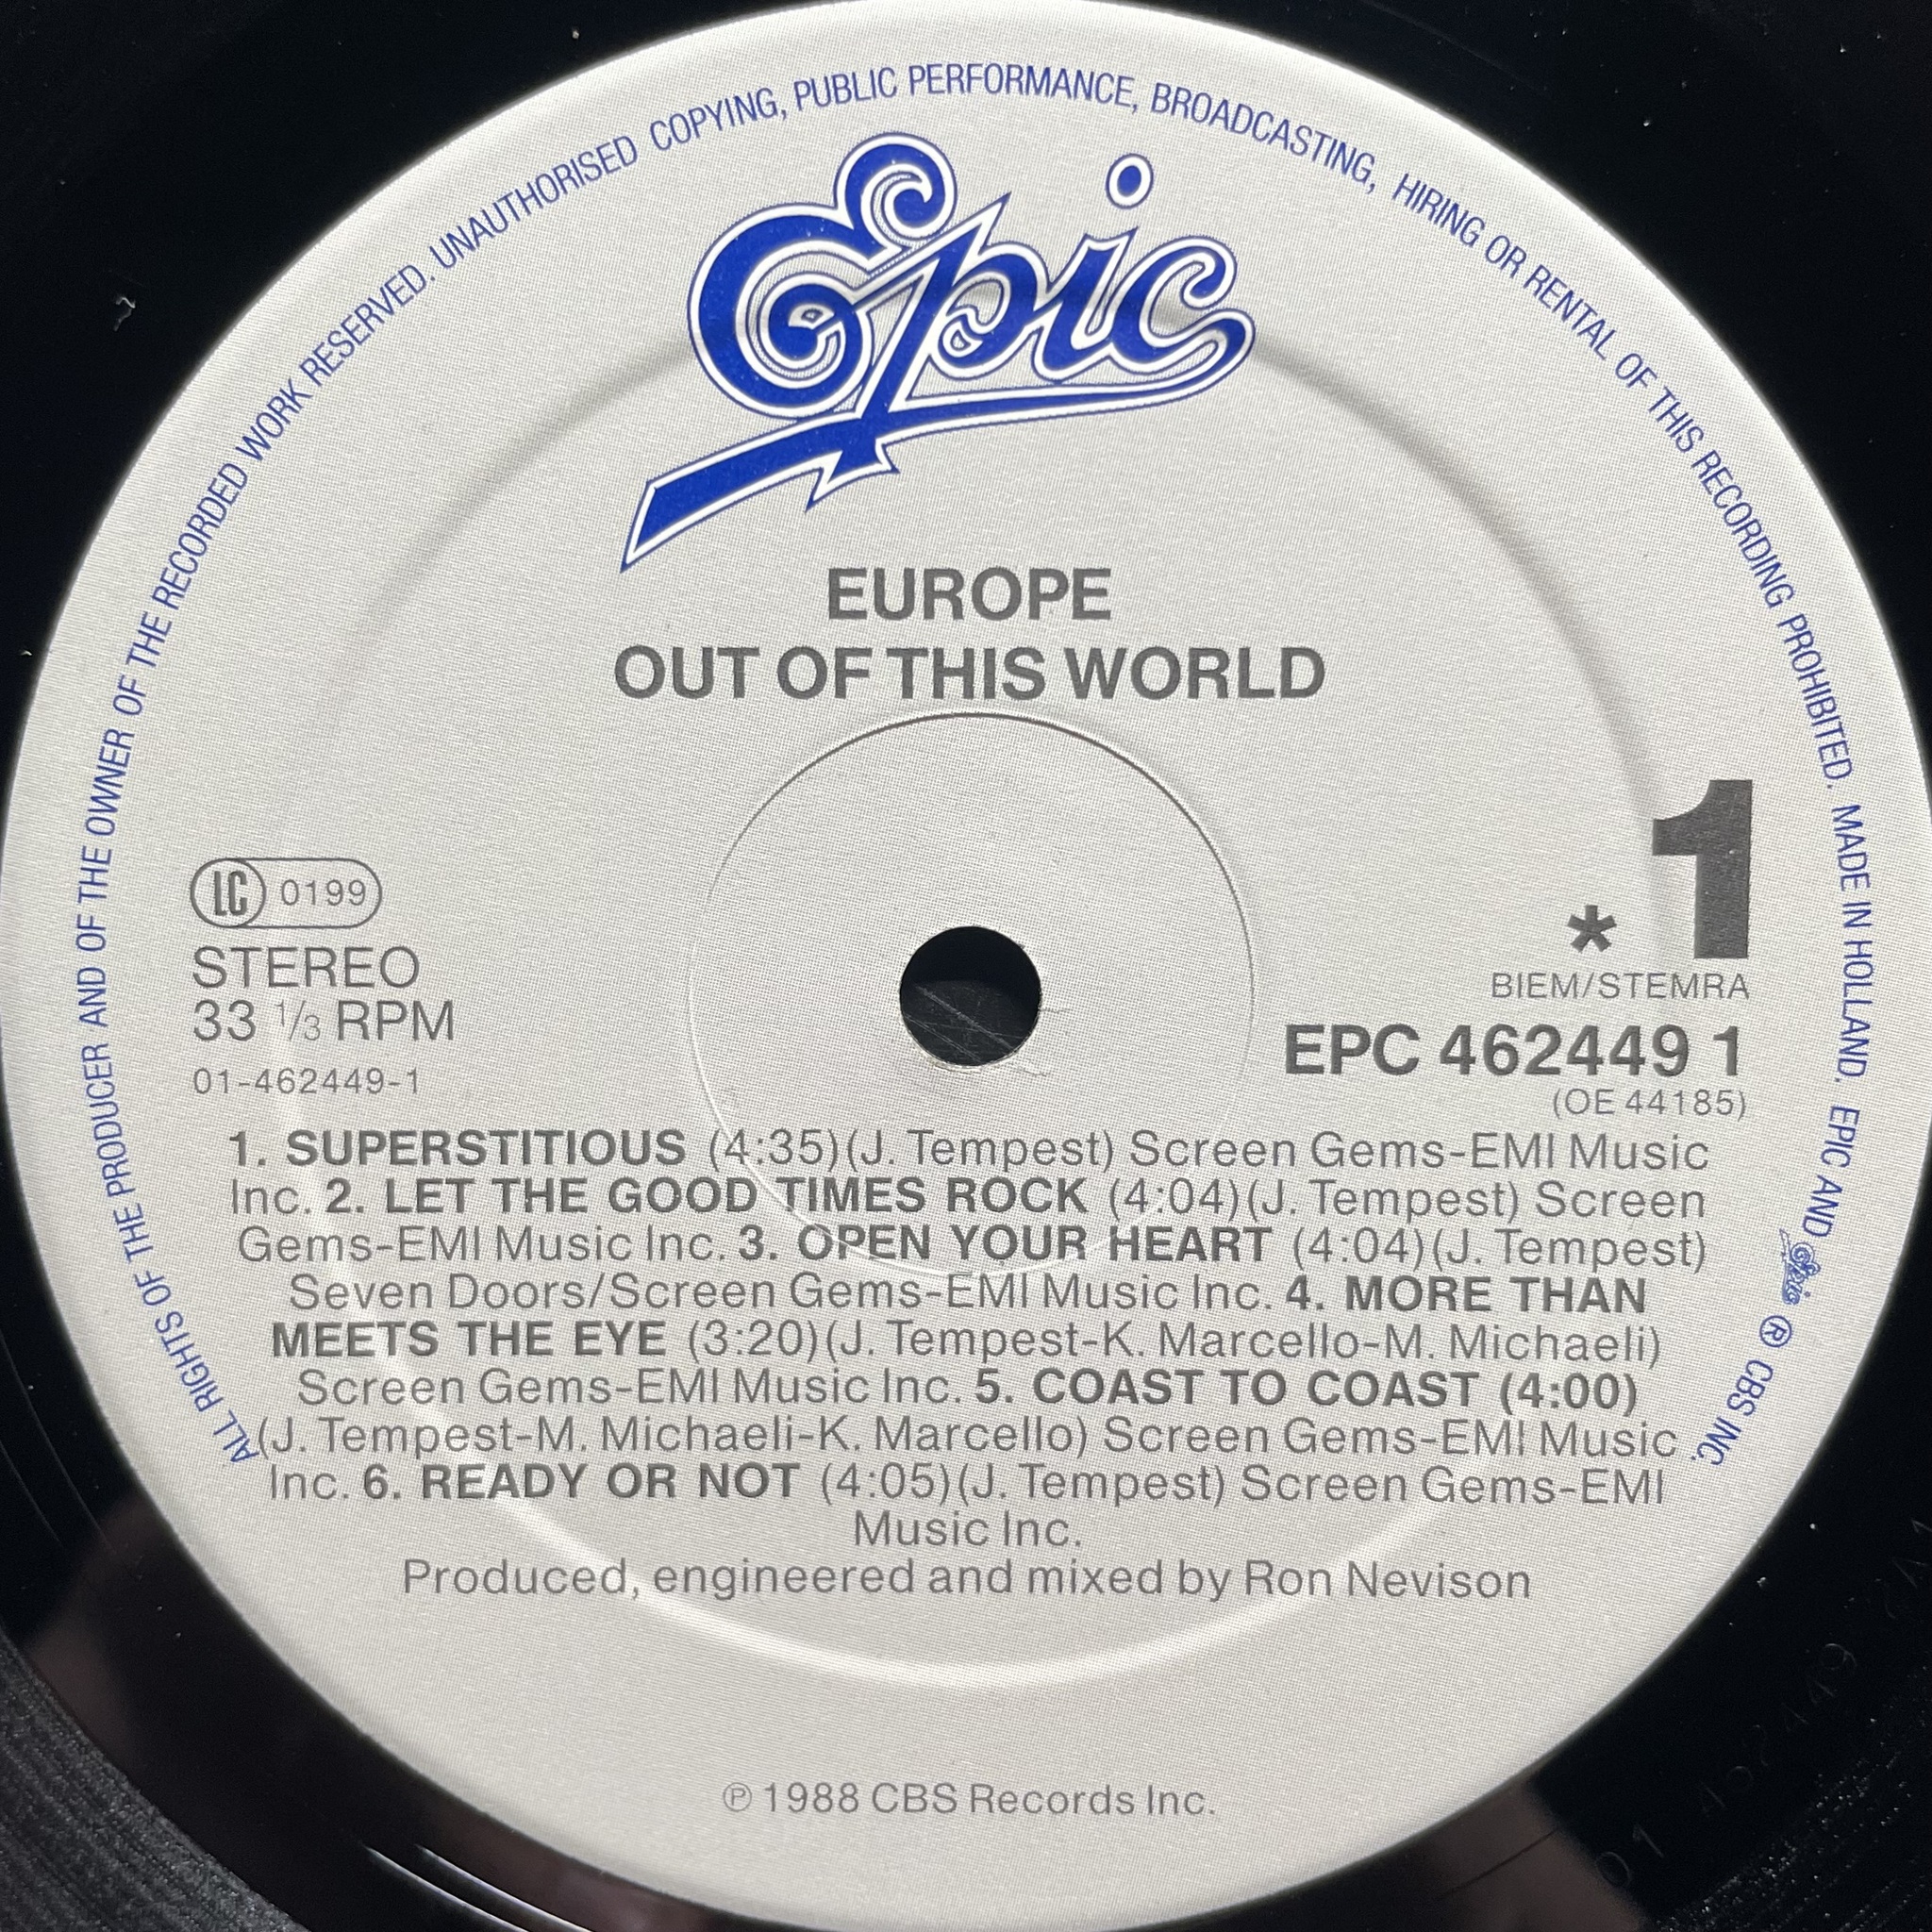 ALL RIGHTS OF THE PRODUCER AND OF THE OWNER OF THE RECORDED WORK RESERVED. UNAUTHORISED COPYING, PUBLIC PERFORMANCE, BROADCASTING, HIRING OR RENTAL OF THIS RECORDING PROHIBITED. MADE IN HOLLAND. EPIC AND Epic ® CBS INC.
Epic
EUROPE
OUT OF THIS WORLD
1
*
LC 0199
STEREO
33 1/3 RPM
01-462449-1
BIEM/STEMRA
EPC 462449 1
(OE 44185)
1. SUPERSTITIOUS (4:35)(J. Tempest) Screen Gems-EMI Music
Inc. 2. LET THE GOOD TIMES ROCK (4:04)(J. Tempest) Screen
Gems-EMI Music Inc. 3. OPEN YOUR HEART (4:04)(J. Tempest)
Seven Doors/Screen Gems-EMI Music Inc. 4. MORE THAN
MEETS THE EYE (3:20)(J. Tempest-K. Marcello-M. Michaeli)
Screen Gems-EMI Music Inc. 5. COAST TO COAST (4:00)
(J. Tempest-M. Michaeli-K. Marcello) Screen Gems-EMI Music
Inc. 6. READY OR NOT (4:05)(J. Tempest) Screen Gems-EMI
Music Inc.
Produced, engineered and mixed by Ron Nevison
℗ 1988 CBS Records Inc.